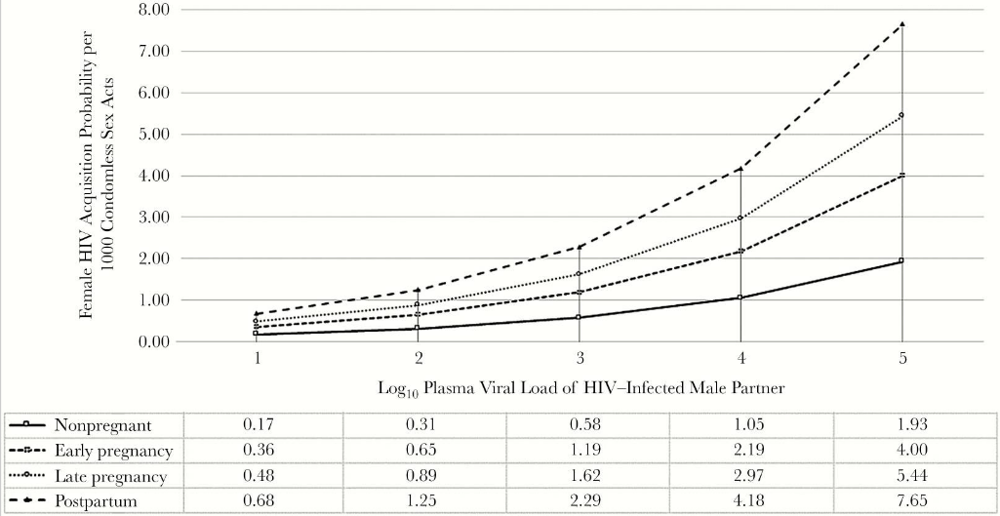 8.00
7.00
6.00
5.00
4.00
3.00
2.00
1.00
0.00
Female HIV Acquisition Probability per
1000 Condomless Sex Acts
1 2 3 4 5
Log₁₀ Plasma Viral Load of HIV–Infected Male Partner
Nonpregnant 0.17 0.31 0.58 1.05 1.93
Early pregnancy 0.36 0.65 1.19 2.19 4.00
Late pregnancy 0.48 0.89 1.62 2.97 5.44
Postpartum 0.68 1.25 2.29 4.18 7.65